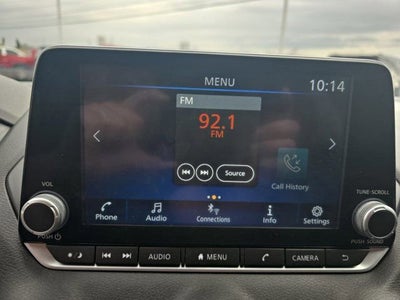 MENU
10:14
FM
92.1
FM
Source
Call History
VOL
TUNE·SCROLL
Phone
Audio
Connections
Info
Settings
PUSH
PUSH SOUND
AUDIO
MENU
CAMERA